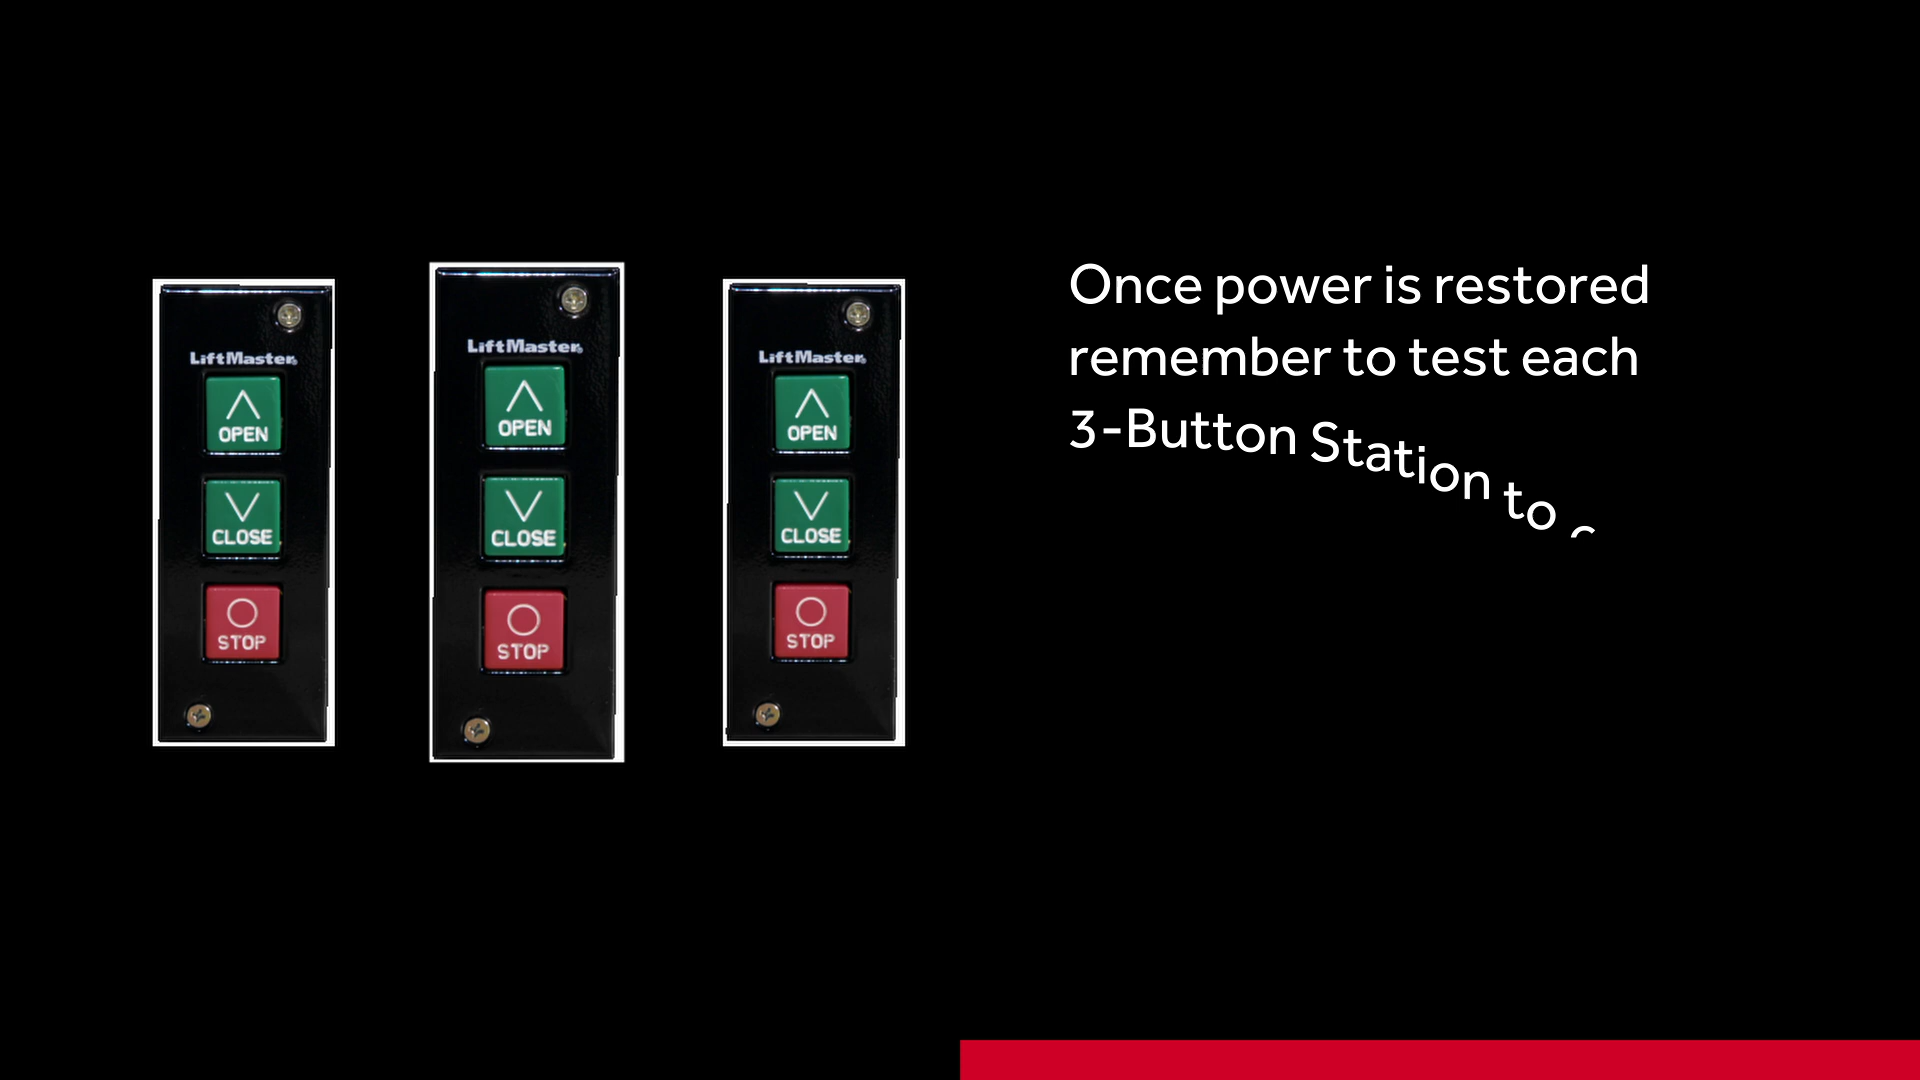 LiftMaster
OPEN
CLOSE
STOP
LiftMaster
OPEN
CLOSE
STOP
LiftMaster
OPEN
CLOSE
STOP
Once power is restored
remember to test each
3-Button Station to